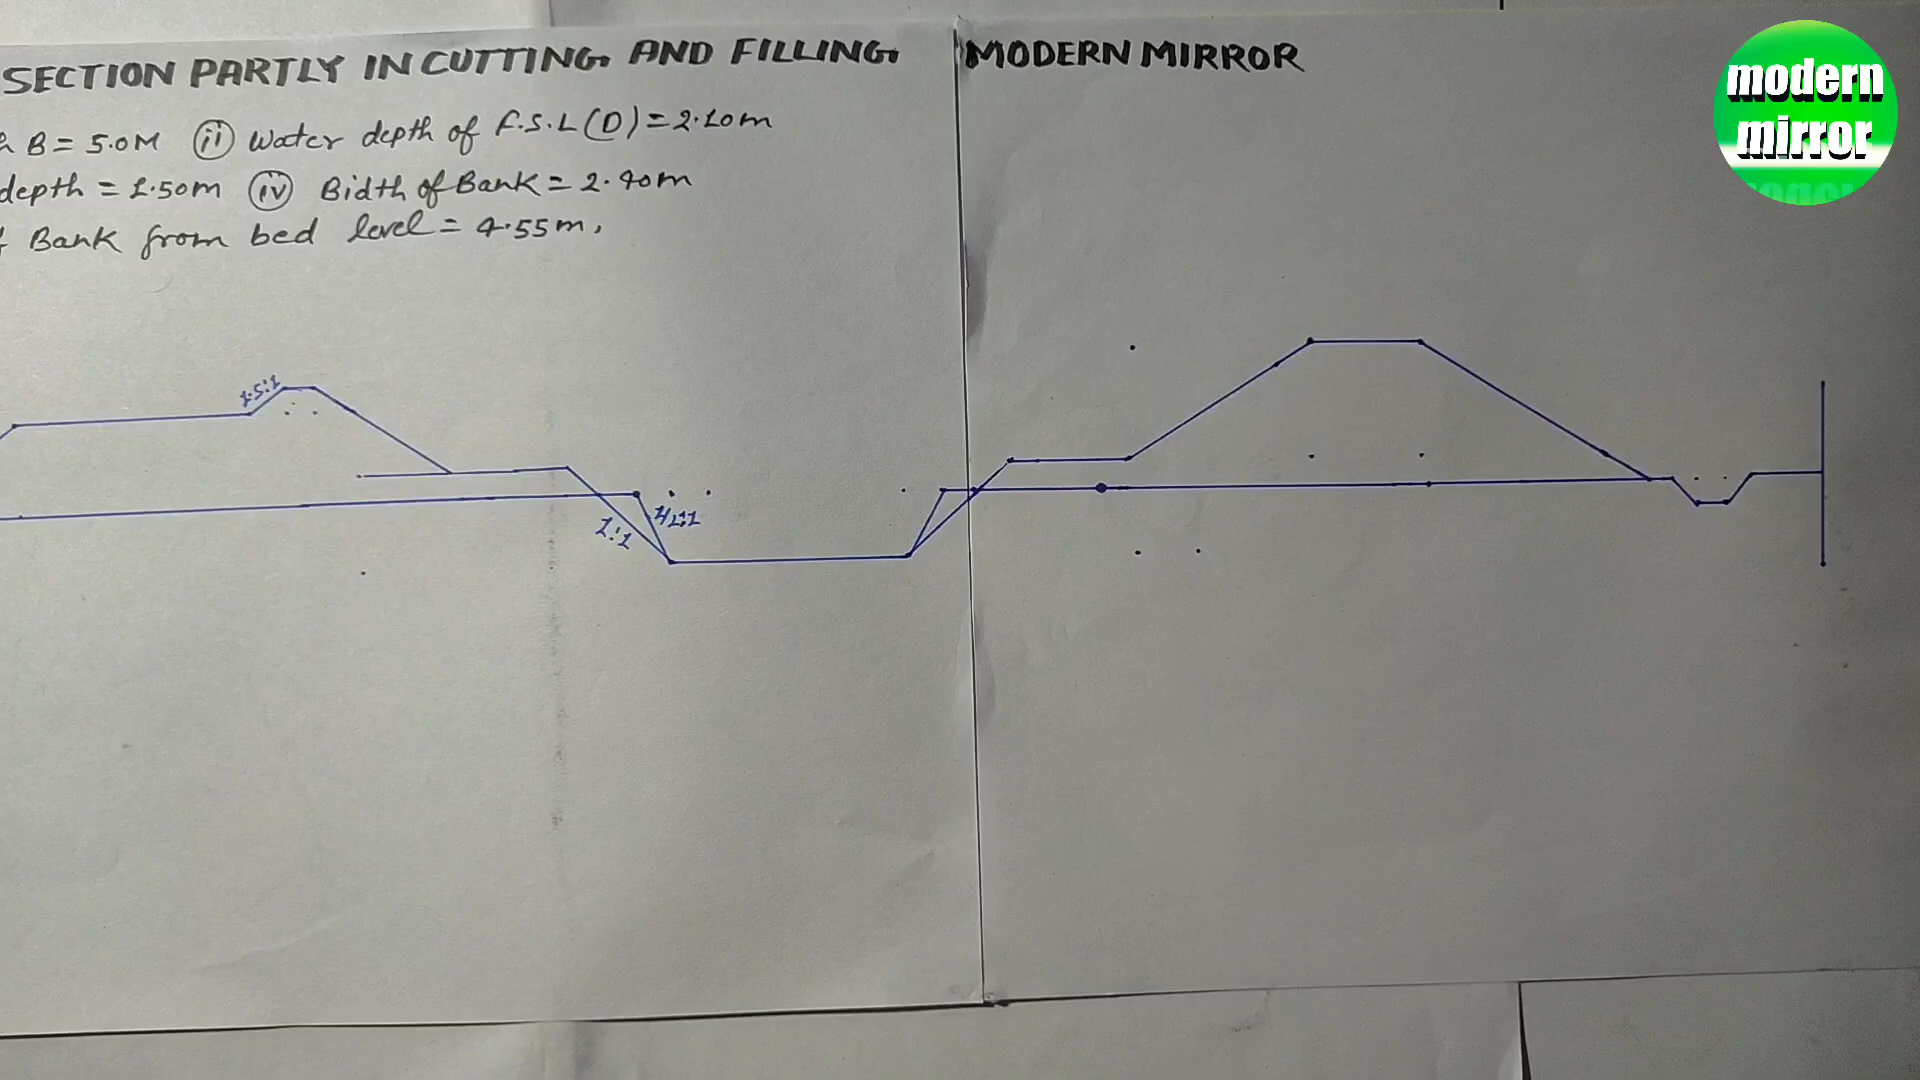 SECTION PARTLY IN CUTTING. AND FILLING. MODERN MIRROR
B = 5.0M (ii) Water depth of F.S.L (D) = 2.10m
depth = 1.50m (iv) Bidth of Bank = 2.40m
Bank from bed level = 4.55m,
1.5:1
1:1
1/2:1
modern
mirror